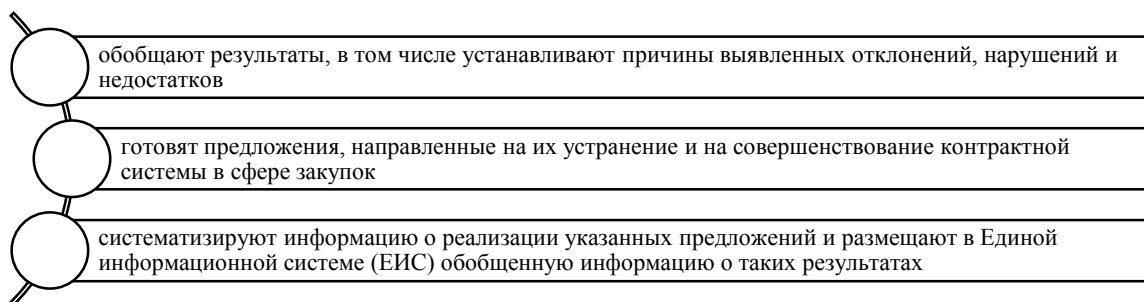 обобщают результаты, в том числе устанавливают причины выявленных отклонений, нарушений и
недостатков
готовят предложения, направленные на их устранение и на совершенствование контрактной
системы в сфере закупок
систематизируют информацию о реализации указанных предложений и размещают в Единой
информационной системе (ЕИС) обобщенную информацию о таких результатах